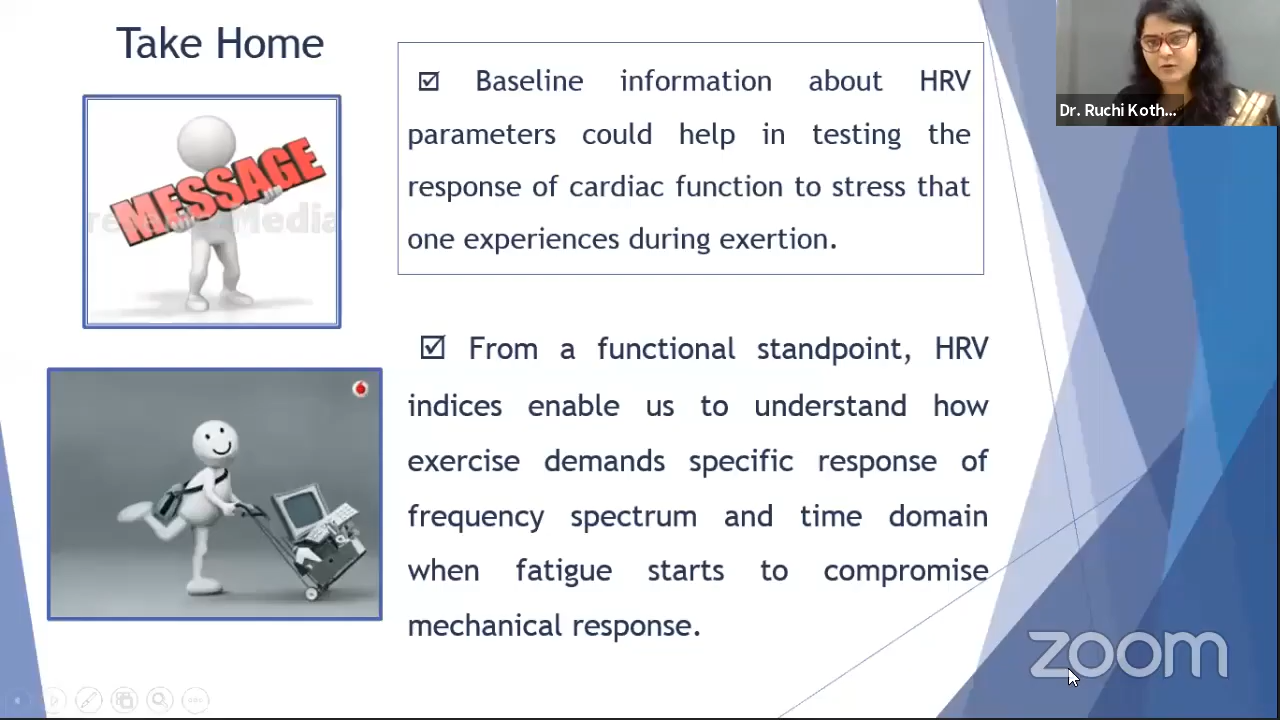 Take Home
MESSAGE
Media
☑ Baseline information about HRV
parameters could help in testing the
response of cardiac function to stress that
one experiences during exertion.
☑ From a functional standpoint, HRV
indices enable us to understand how
exercise demands specific response of
frequency spectrum and time domain
when fatigue starts to compromise
mechanical response.
Dr. Ruchi Koth...
zoom